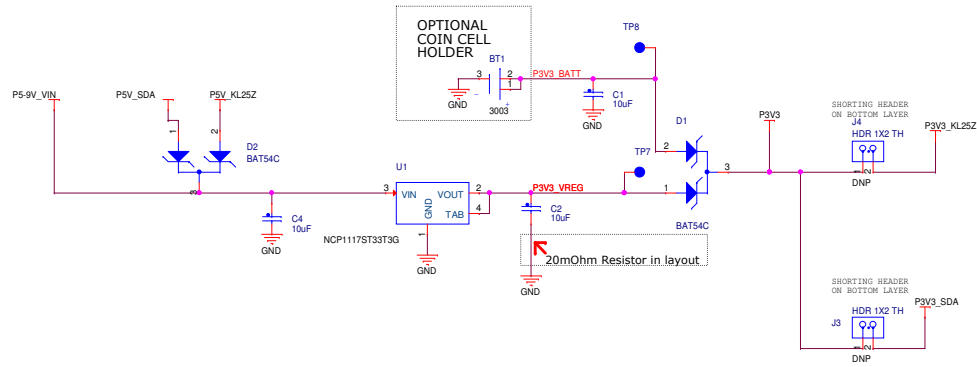 OPTIONAL
COIN CELL
HOLDER
BT1
3
2
1
-
+
3003
GND
P3V3_BATT
TP8
C1
10uF
GND
P5-9V_VIN
P5V_SDA
P5V_KL25Z
1
2
D2
BAT54C
3
C4
10uF
GND
U1
3
VIN
VOUT
2
GND
TAB
4
1
NCP1117ST33T3G
GND
P3V3_VREG
C2
10uF
20mOhm Resistor in layout
GND
TP7
D1
2
1
3
BAT54C
P3V3
SHORTING HEADER
ON BOTTOM LAYER
J4
HDR 1X2 TH
1
2
DNP
P3V3_KL25Z
SHORTING HEADER
ON BOTTOM LAYER
J3
HDR 1X2 TH
1
2
DNP
P3V3_SDA